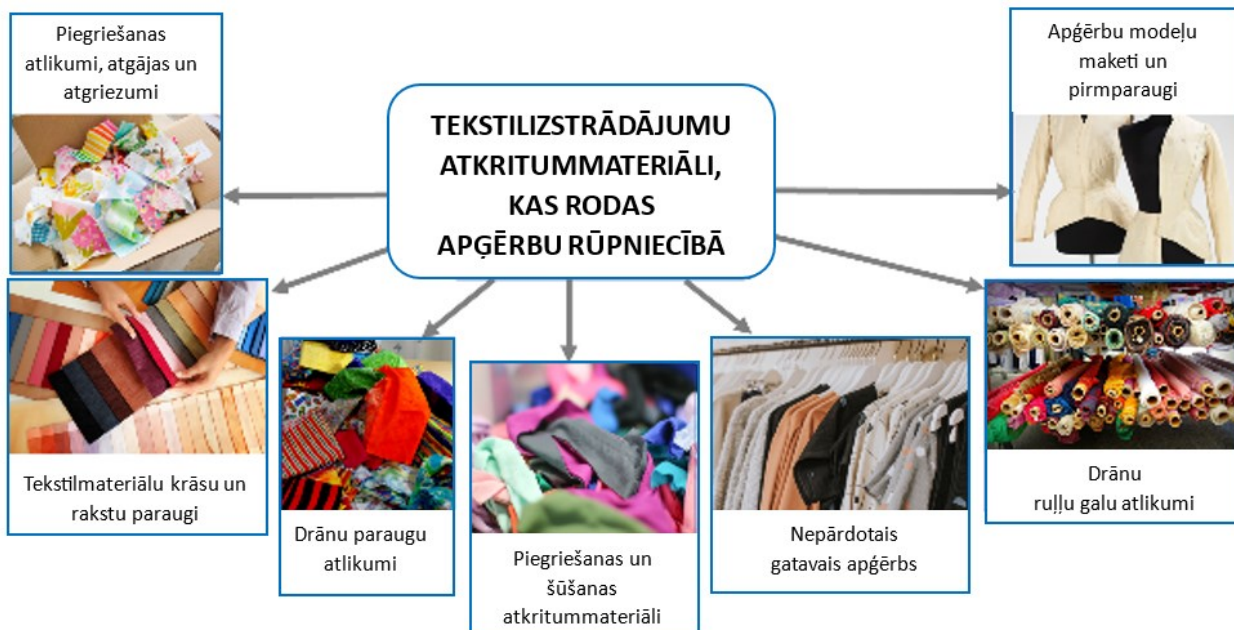 Piegriešanas
atlikumi, atgājas un
atgriezumi
TEKSTILIZSTRĀDĀJUMU
ATKRITUMMATERIĀLI,
KAS RODAS
APĢĒRBU RŪPNIECĪBĀ
Apģērbu modeļu
maketi un
pirmparaugi
Tekstilmateriālu krāsu un
rakstu paraugi
Drānu paraugu
atlikumi
Piegriešanas un
šūšanas
atkritummateriāli
Nepārdotais
gatavais apģērbs
Drānu
ruļļu galu atlikumi